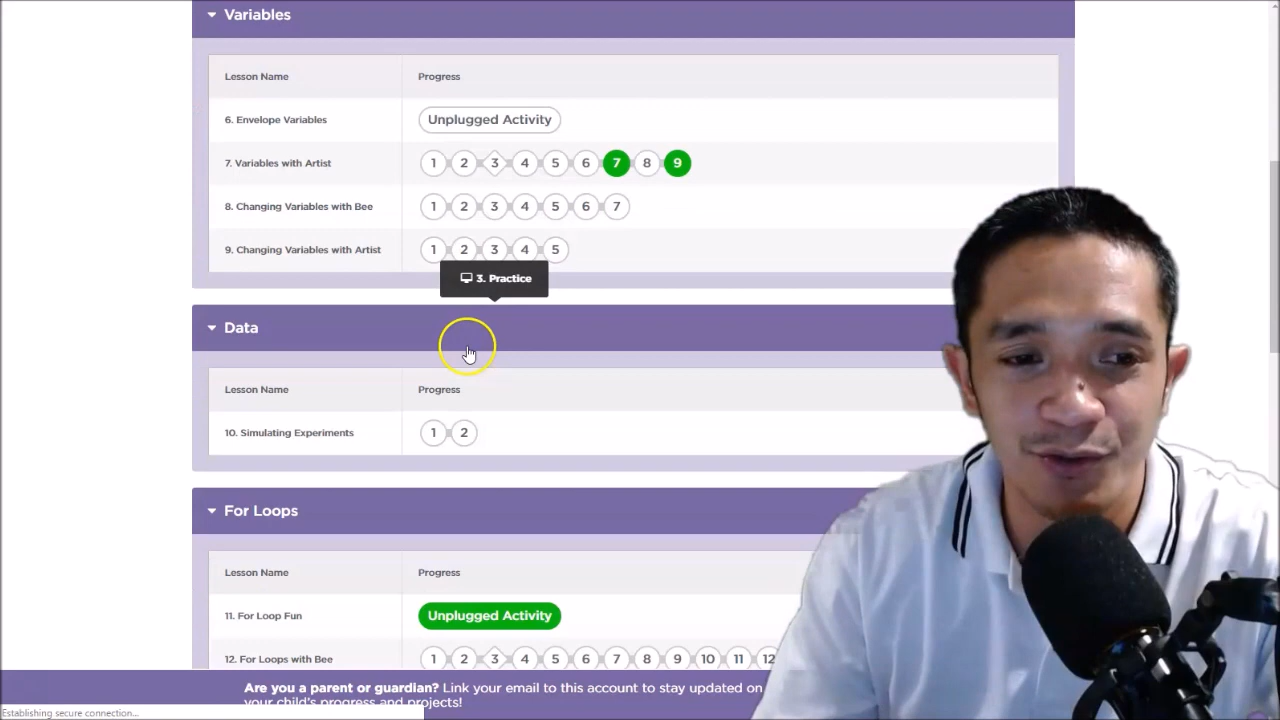 Variables
Lesson Name Progress
6. Envelope Variables Unplugged Activity
7. Variables with Artist 1 2 3 4 5 6 7 8 9
8. Changing Variables with Bee 1 2 3 4 5 6 7
9. Changing Variables with Artist 1 2 3 4 5
3. Practice
Data
Lesson Name Progress
10. Simulating Experiments 1 2
For Loops
Lesson Name Progress
11. For Loop Fun Unplugged Activity
12. For Loops with Bee 1 2 3 4 5 6 7 8 9 10 11 12
Are you a parent or guardian? Link your email to this account to stay updated on
your child's progress and projects!
Establishing secure connection...